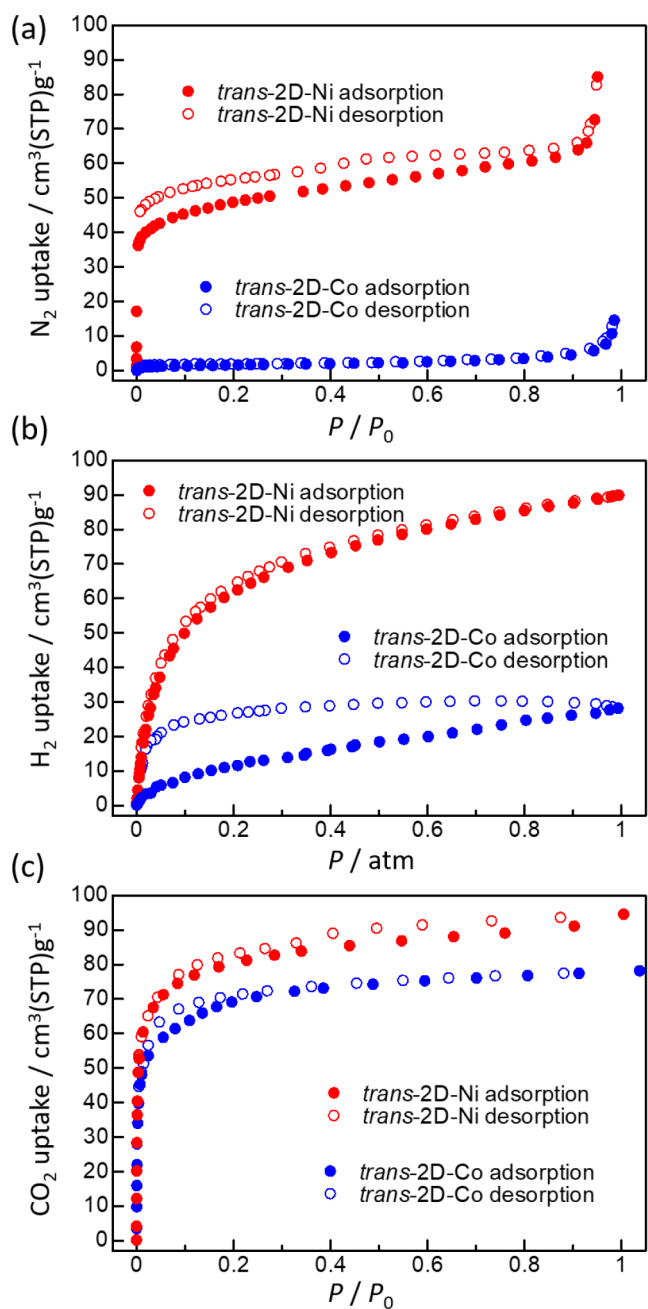 (a)
100
90
80
70
60
50
40
30
20
10
0
N₂ uptake / cm³(STP)g⁻¹
trans-2D-Ni adsorption
trans-2D-Ni desorption
trans-2D-Co adsorption
trans-2D-Co desorption
0 0.2 0.4 0.6 0.8 1
P / P₀
(b)
100
90
80
70
60
50
40
30
20
10
0
H₂ uptake / cm³(STP)g⁻¹
trans-2D-Ni adsorption
trans-2D-Ni desorption
trans-2D-Co adsorption
trans-2D-Co desorption
0 0.2 0.4 0.6 0.8 1
P / atm
(c)
100
90
80
70
60
50
40
30
20
10
0
CO₂ uptake / cm³(STP)g⁻¹
trans-2D-Ni adsorption
trans-2D-Ni desorption
trans-2D-Co adsorption
trans-2D-Co desorption
0 0.2 0.4 0.6 0.8 1
P / P₀